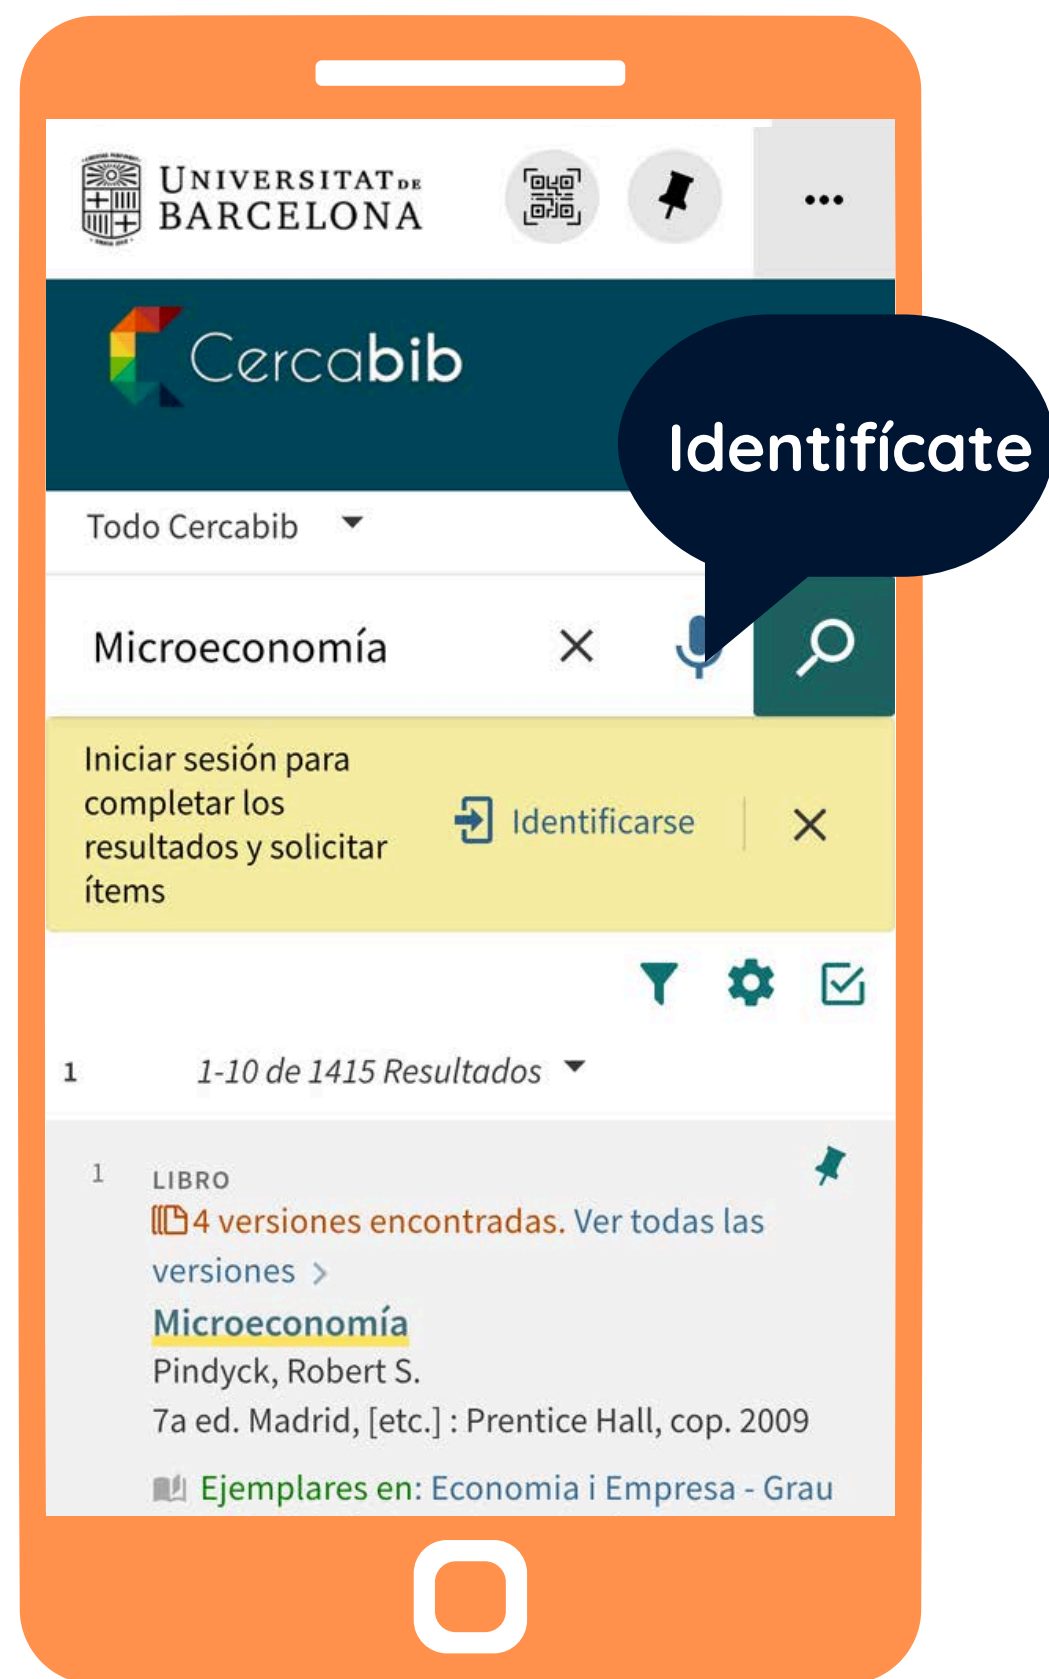 UNIVERSITAT DE
BARCELONA
Cercabib
Identifícate
Todo Cercabib
Microeconomía
Iniciar sesión para
completar los
resultados y solicitar
ítems
Identificarse
1
1-10 de 1415 Resultados
1
LIBRO
4 versiones encontradas. Ver todas las
versiones >
Microeconomía
Pindyck, Robert S.
7a ed. Madrid, [etc.] : Prentice Hall, cop. 2009
Ejemplares en: Economia i Empresa - Grau